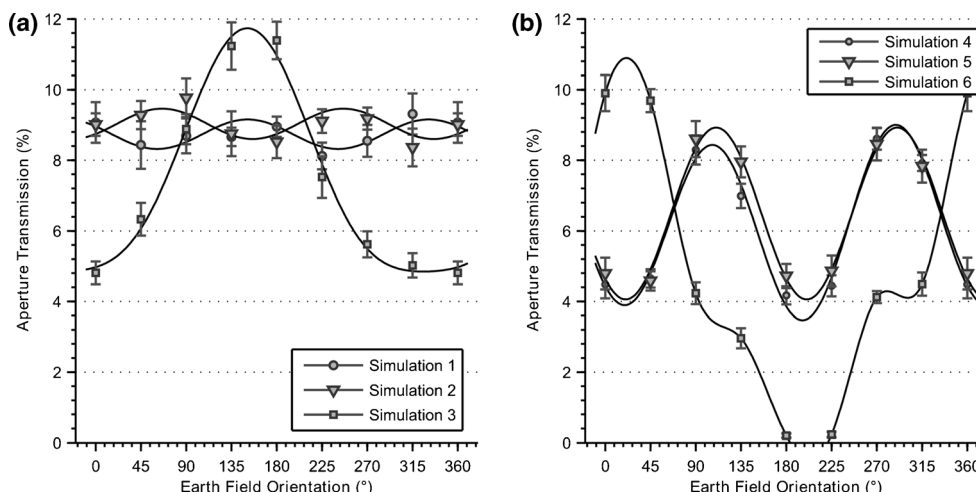 (a)
12
10
8
6
4
2
0
Aperture Transmission (%)
0 45 90 135 180 225 270 315 360
Earth Field Orientation (°)
Simulation 1
Simulation 2
Simulation 3
(b)
12
10
8
6
4
2
0
Aperture Transmission (%)
0 45 90 135 180 225 270 315 360
Earth Field Orientation (°)
Simulation 4
Simulation 5
Simulation 6